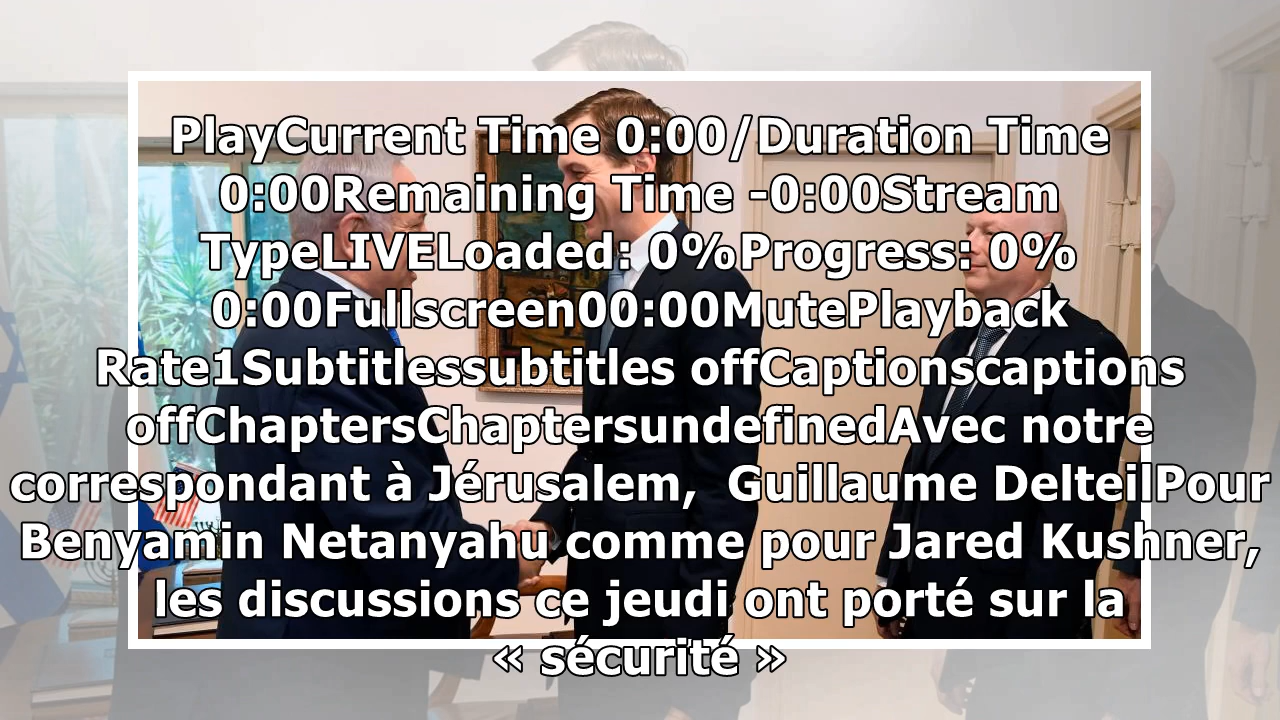 PlayCurrent Time 0:00/Duration Time
0:00Remaining Time -0:00Stream
TypeLIVELoaded: 0%Progress: 0%
0:00Fullscreen00:00MutePlayback
Rate1Subtitlessubtitles offCaptionscaptions
offChaptersChaptersundefinedAvec notre
correspondant à Jérusalem,  Guillaume DelteilPour
Benyamin Netanyahu comme pour Jared Kushner,
les discussions ce jeudi ont porté sur la
« sécurité »